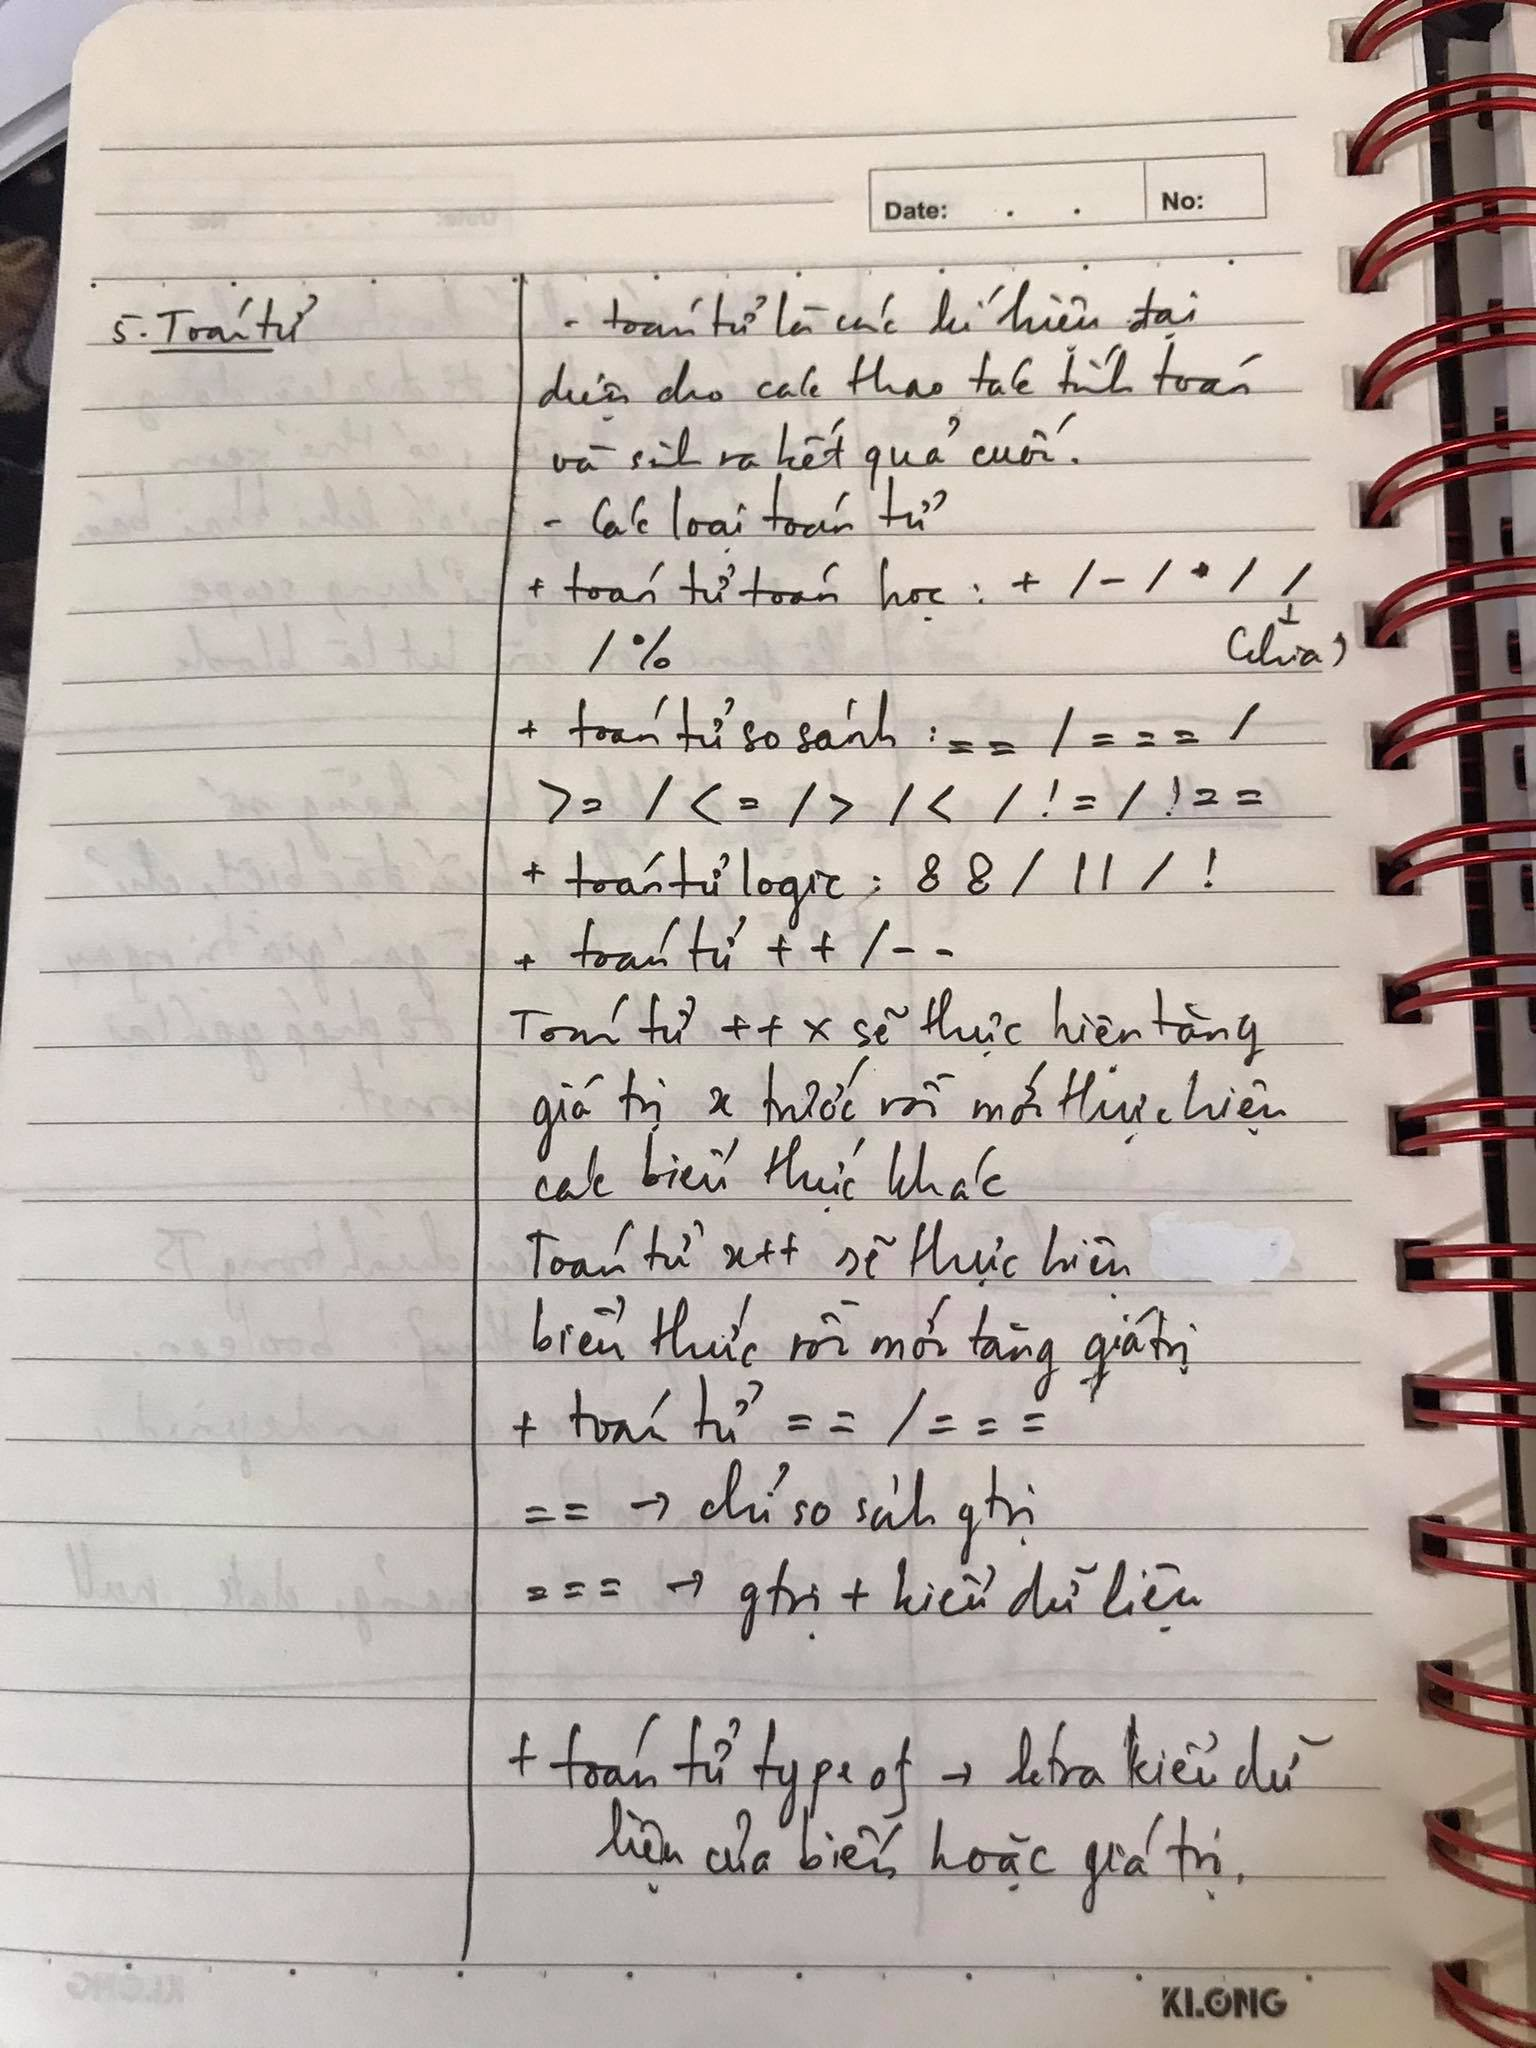 Date: . . No:
5. Toán tử
- toán tử là các kí hiệu đại
diện cho các thao tác tính toán
và sinh ra kết quả cuối.
- Các loại toán tử
+ toán tử toán học : + / - / * / /
(chia)
/ %
+ toán tử so sánh : == / === /
>= / <= / > / < / != / !==
+ toán tử logic : && / || / !
+ toán tử ++ / --
Toán tử ++x sẽ thực hiện tăng
giá trị x trước rồi mới thực hiện
các biểu thức khác
Toán tử x++ sẽ thực hiện
biểu thức rồi mới tăng giá trị
+ toán tử == / ===
== → chỉ so sánh gtrị
=== → gtrị + kiểu dữ liệu
+ toán tử typeof → ktra kiểu dữ
liệu của biến hoặc giá trị.
KLONG